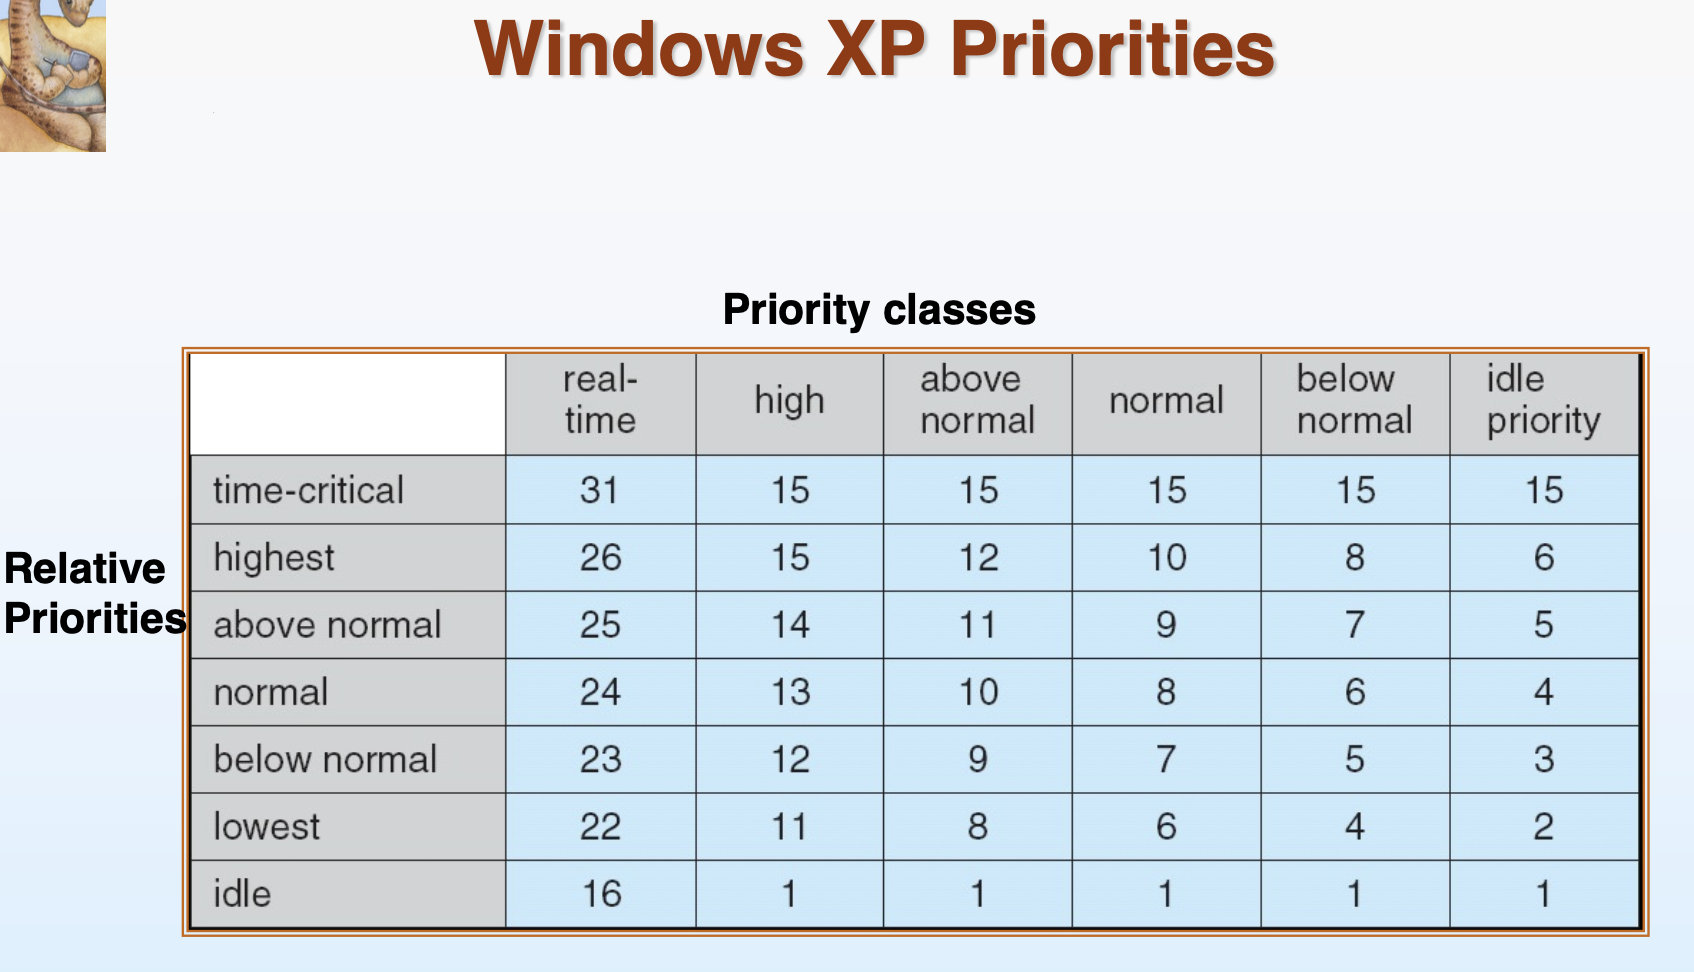 Windows XP Priorities
Priority classes
real-
time
high
above
normal
normal
below
normal
idle
priority
Relative
Priorities
time-critical 31 15 15 15 15 15
highest 26 15 12 10 8 6
above normal 25 14 11 9 7 5
normal 24 13 10 8 6 4
below normal 23 12 9 7 5 3
lowest 22 11 8 6 4 2
idle 16 1 1 1 1 1